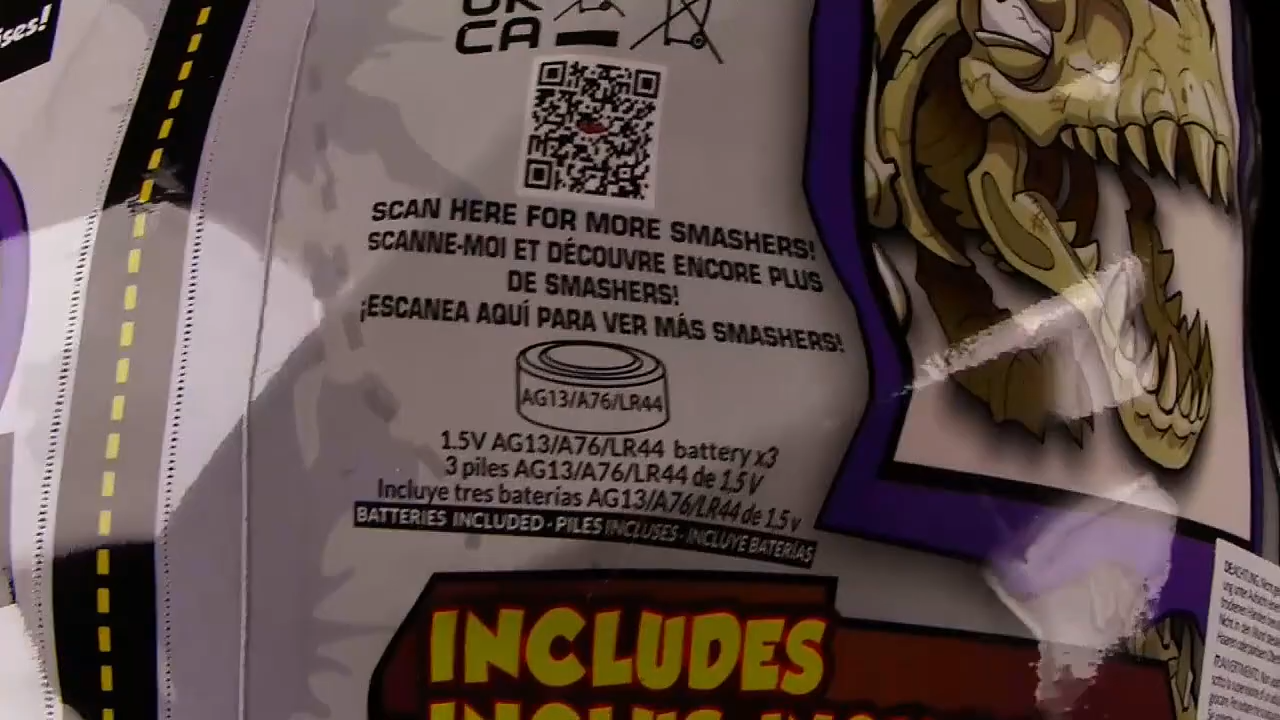 ises!
UK
CA
SCAN HERE FOR MORE SMASHERS!
SCANNE-MOI ET DÉCOUVRE ENCORE PLUS
DE SMASHERS!
¡ESCANEA AQUÍ PARA VER MÁS SMASHERS!
AG13/A76/LR44
1.5V AG13/A76/LR44 battery x3
3 piles AG13/A76/LR44 de 1,5 V
Incluye tres baterías AG13/A76/LR44 de 1.5 v
BATTERIES INCLUDED · PILES INCLUSES · INCLUYE BATERÍAS
INCLUDES